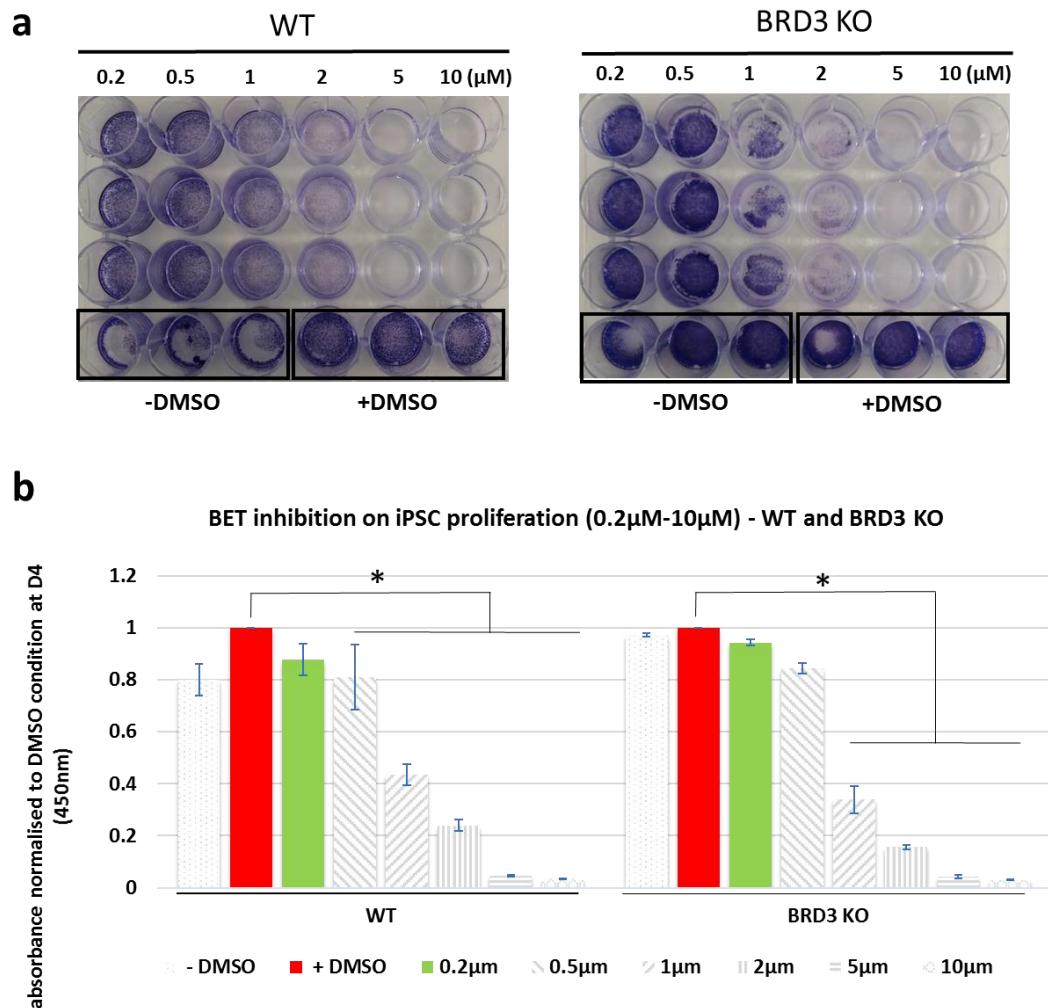 a
WT
BRD3 KO
0.2 0.5 1 2 5 10 (µM)
0.2 0.5 1 2 5 10 (µM)
-DMSO +DMSO
-DMSO +DMSO
b
BET inhibition on iPSC proliferation (0.2µM-10µM) - WT and BRD3 KO
absorbance normalised to DMSO condition at D4
(450nm)
1.2
1
0.8
0.6
0.4
0.2
0
*
*
WT
BRD3 KO
- DMSO + DMSO 0.2µm 0.5µm 1µm 2µm 5µm 10µm